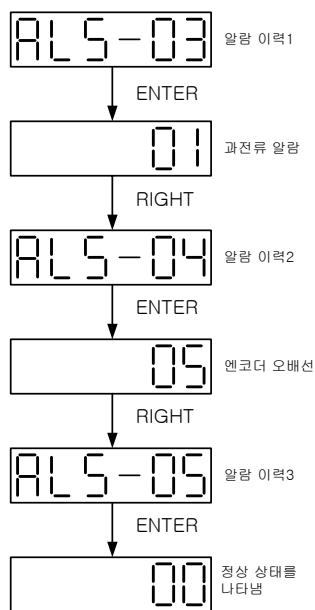 ALS-03 알람 이력1
ENTER
01 과전류 알람
RIGHT
ALS-04 알람 이력2
ENTER
05 엔코더 오배선
RIGHT
ALS-05 알람 이력3
ENTER
00 정상 상태를
나타냄